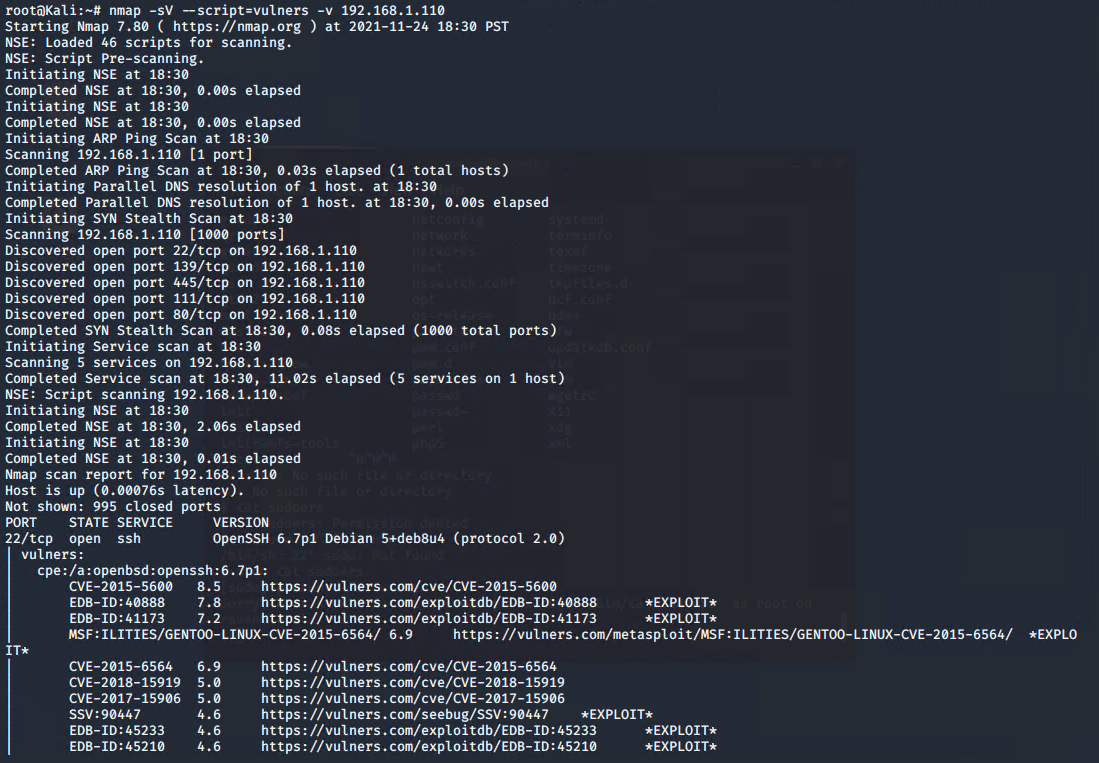 root@Kali:~# nmap -sV --script=vulners -v 192.168.1.110
Starting Nmap 7.80 ( https://nmap.org ) at 2021-11-24 18:30 PST
NSE: Loaded 46 scripts for scanning.
NSE: Script Pre-scanning.
Initiating NSE at 18:30
Completed NSE at 18:30, 0.00s elapsed
Initiating NSE at 18:30
Completed NSE at 18:30, 0.00s elapsed
Initiating ARP Ping Scan at 18:30
Scanning 192.168.1.110 [1 port]
Completed ARP Ping Scan at 18:30, 0.03s elapsed (1 total hosts)
Initiating Parallel DNS resolution of 1 host. at 18:30
Completed Parallel DNS resolution of 1 host. at 18:30, 0.00s elapsed
Initiating SYN Stealth Scan at 18:30
Scanning 192.168.1.110 [1000 ports]
Discovered open port 22/tcp on 192.168.1.110
Discovered open port 139/tcp on 192.168.1.110
Discovered open port 445/tcp on 192.168.1.110
Discovered open port 111/tcp on 192.168.1.110
Discovered open port 80/tcp on 192.168.1.110
Completed SYN Stealth Scan at 18:30, 0.08s elapsed (1000 total ports)
Initiating Service scan at 18:30
Scanning 5 services on 192.168.1.110
Completed Service scan at 18:30, 11.02s elapsed (5 services on 1 host)
NSE: Script scanning 192.168.1.110.
Initiating NSE at 18:30
Completed NSE at 18:30, 2.06s elapsed
Initiating NSE at 18:30
Completed NSE at 18:30, 0.01s elapsed
Nmap scan report for 192.168.1.110
Host is up (0.00076s latency).
Not shown: 995 closed ports
PORT    STATE SERVICE     VERSION
22/tcp  open  ssh         OpenSSH 6.7p1 Debian 5+deb8u4 (protocol 2.0)
| vulners:
|   cpe:/a:openbsd:openssh:6.7p1:
|       CVE-2015-5600   8.5     https://vulners.com/cve/CVE-2015-5600
|       EDB-ID:40888    7.8     https://vulners.com/exploitdb/EDB-ID:40888      *EXPLOIT*
|       EDB-ID:41173    7.2     https://vulners.com/exploitdb/EDB-ID:41173      *EXPLOIT*
|       MSF:ILITIES/GENTOO-LINUX-CVE-2015-6564/ 6.9     https://vulners.com/metasploit/MSF:ILITIES/GENTOO-LINUX-CVE-2015-6564/  *EXPLO
IT*
|       CVE-2015-6564   6.9     https://vulners.com/cve/CVE-2015-6564
|       CVE-2018-15919  5.0     https://vulners.com/cve/CVE-2018-15919
|       CVE-2017-15906  5.0     https://vulners.com/cve/CVE-2017-15906
|       SSV:90447       4.6     https://vulners.com/seebug/SSV:90447    *EXPLOIT*
|       EDB-ID:45233    4.6     https://vulners.com/exploitdb/EDB-ID:45233      *EXPLOIT*
|       EDB-ID:45210    4.6     https://vulners.com/exploitdb/EDB-ID:45210      *EXPLOIT*